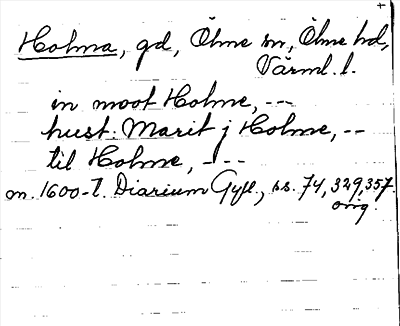 +
Holma, gd, Ölme sn, Ölme hd,
Värml. l.
in moot Holme, ---
hust. Marit j Holme, --
til Holme, ---
m. 1600-t. Diarium Gyll., ss. 74, 329, 357.
orig.